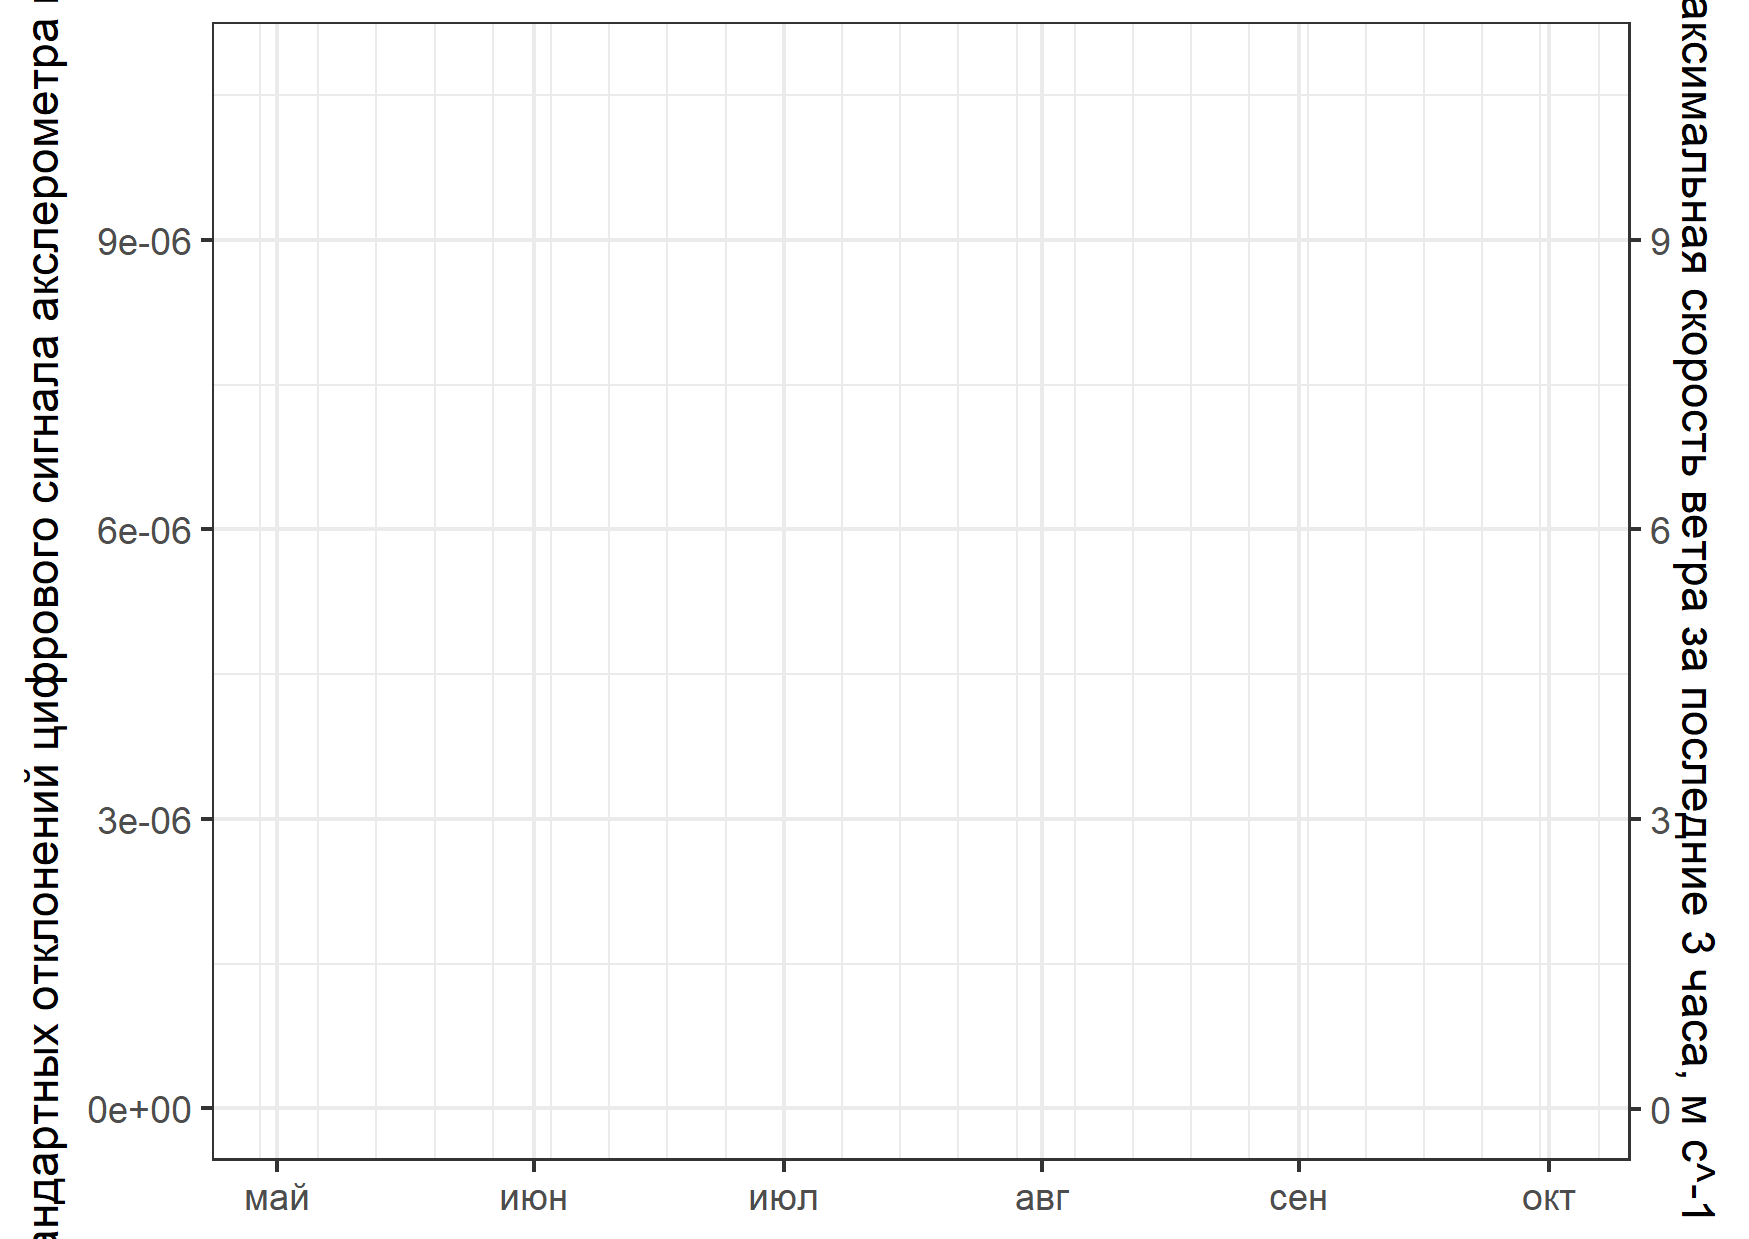 андартных отклонений цифрового сигнала акслерометра
9e-06
6e-06
3e-06
0e+00
9
6
3
0
аксимальная скорость ветра за последние 3 часа, м с^-1
май июн июл авг сен окт